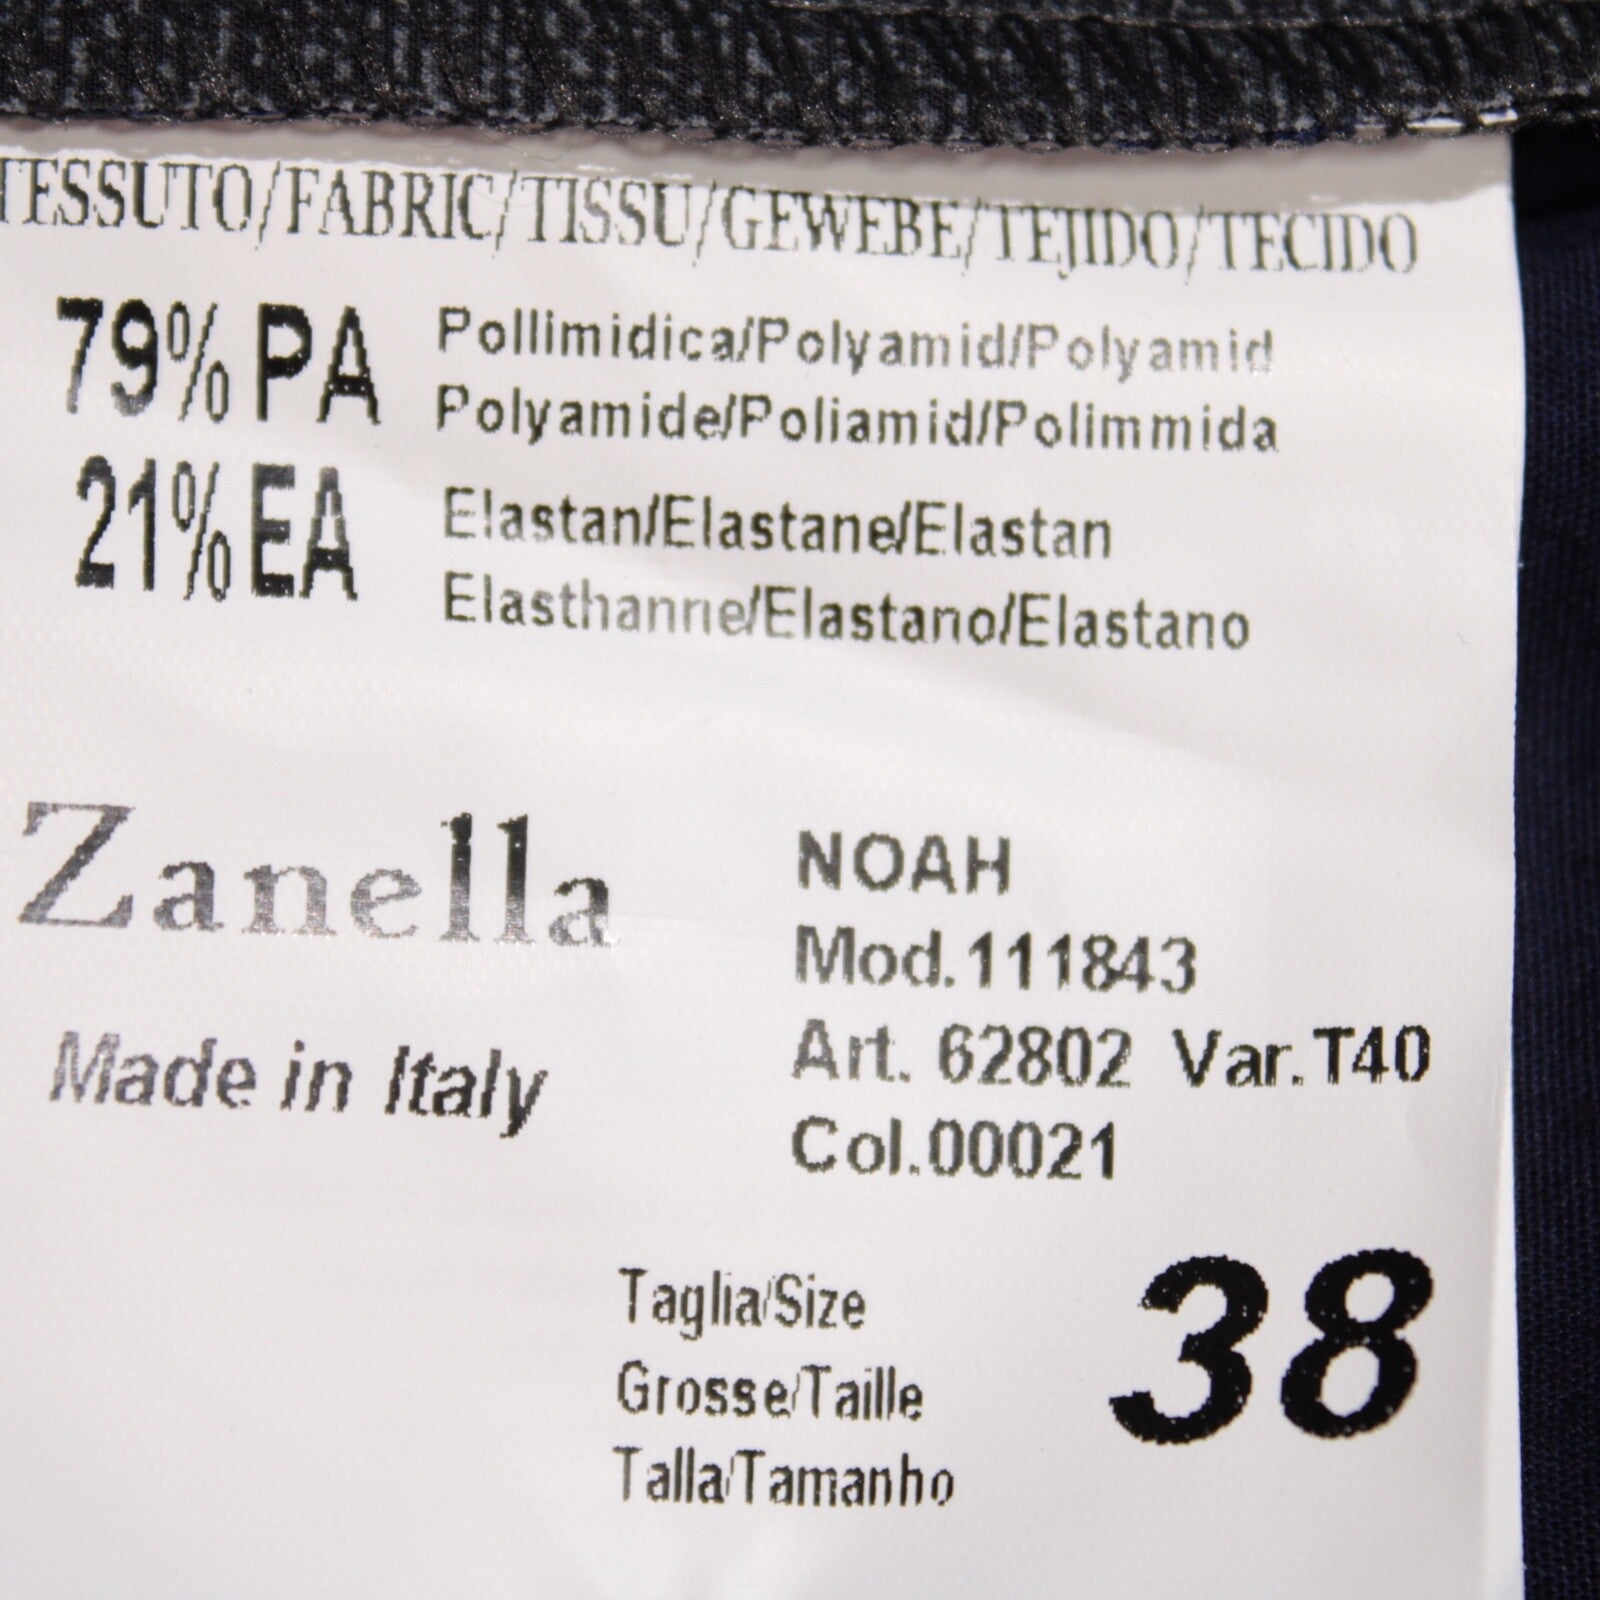 TESSUTO/FABRIC/TISSU/GEWEBE/TEJIDO/TECIDO
79% PA Pollimidica/Polyamid/Polyamid
Polyamide/Poliamid/Polimmida
21% EA Elastan/Elastane/Elastan
Elasthanne/Elastano/Elastano
Zanella
Made in Italy
NOAH
Mod.111843
Art. 62802 Var.T40
Col.00021
Taglia/Size
Grosse/Taille
Talla/Tamanho
38